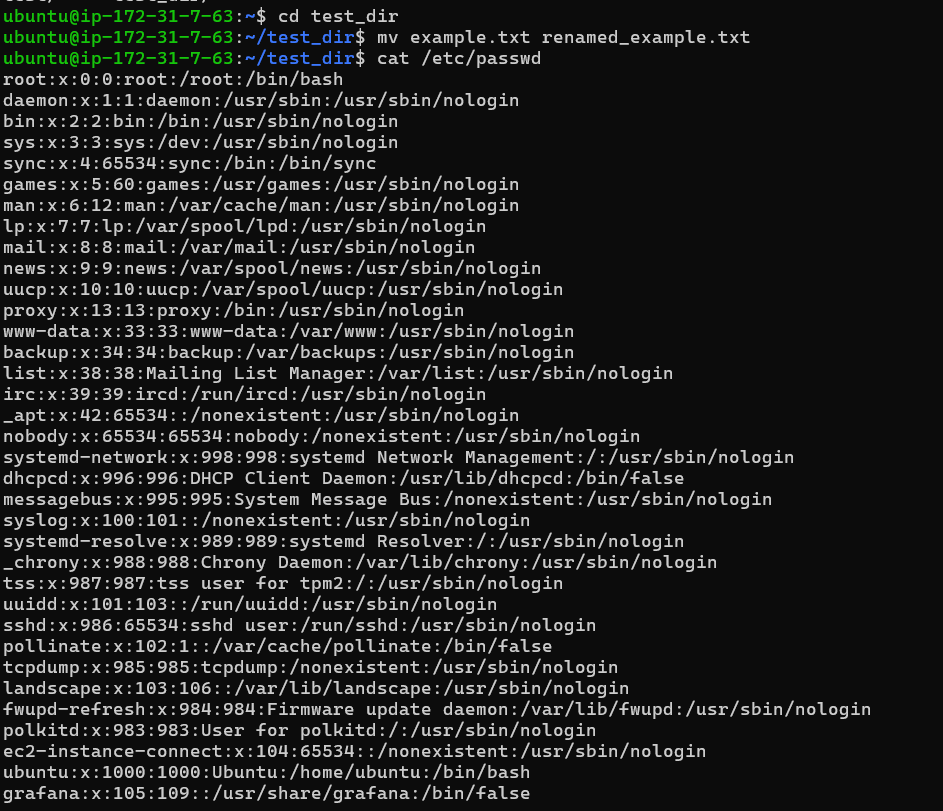 ubuntu@ip-172-31-7-63:~$ cd test_dir
ubuntu@ip-172-31-7-63:~/test_dir$ mv example.txt renamed_example.txt
ubuntu@ip-172-31-7-63:~/test_dir$ cat /etc/passwd
root:x:0:0:root:/root:/bin/bash
daemon:x:1:1:daemon:/usr/sbin:/usr/sbin/nologin
bin:x:2:2:bin:/bin:/usr/sbin/nologin
sys:x:3:3:sys:/dev:/usr/sbin/nologin
sync:x:4:65534:sync:/bin:/bin/sync
games:x:5:60:games:/usr/games:/usr/sbin/nologin
man:x:6:12:man:/var/cache/man:/usr/sbin/nologin
lp:x:7:7:lp:/var/spool/lpd:/usr/sbin/nologin
mail:x:8:8:mail:/var/mail:/usr/sbin/nologin
news:x:9:9:news:/var/spool/news:/usr/sbin/nologin
uucp:x:10:10:uucp:/var/spool/uucp:/usr/sbin/nologin
proxy:x:13:13:proxy:/bin:/usr/sbin/nologin
www-data:x:33:33:www-data:/var/www:/usr/sbin/nologin
backup:x:34:34:backup:/var/backups:/usr/sbin/nologin
list:x:38:38:Mailing List Manager:/var/list:/usr/sbin/nologin
irc:x:39:39:ircd:/run/ircd:/usr/sbin/nologin
_apt:x:42:65534::/nonexistent:/usr/sbin/nologin
nobody:x:65534:65534:nobody:/nonexistent:/usr/sbin/nologin
systemd-network:x:998:998:systemd Network Management:/:/usr/sbin/nologin
dhcpcd:x:996:996:DHCP Client Daemon:/usr/lib/dhcpcd:/bin/false
messagebus:x:995:995:System Message Bus:/nonexistent:/usr/sbin/nologin
syslog:x:100:101::/nonexistent:/usr/sbin/nologin
systemd-resolve:x:989:989:systemd Resolver:/:/usr/sbin/nologin
_chrony:x:988:988:Chrony Daemon:/var/lib/chrony:/usr/sbin/nologin
tss:x:987:987:tss user for tpm2:/:/usr/sbin/nologin
uuidd:x:101:103::/run/uuidd:/usr/sbin/nologin
sshd:x:986:65534:sshd user:/run/sshd:/usr/sbin/nologin
pollinate:x:102:1::/var/cache/pollinate:/bin/false
tcpdump:x:985:985:tcpdump:/nonexistent:/usr/sbin/nologin
landscape:x:103:106::/var/lib/landscape:/usr/sbin/nologin
fwupd-refresh:x:984:984:Firmware update daemon:/var/lib/fwupd:/usr/sbin/nologin
polkitd:x:983:983:User for polkitd:/:/usr/sbin/nologin
ec2-instance-connect:x:104:65534::/nonexistent:/usr/sbin/nologin
ubuntu:x:1000:1000:Ubuntu:/home/ubuntu:/bin/bash
grafana:x:105:109::/usr/share/grafana:/bin/false